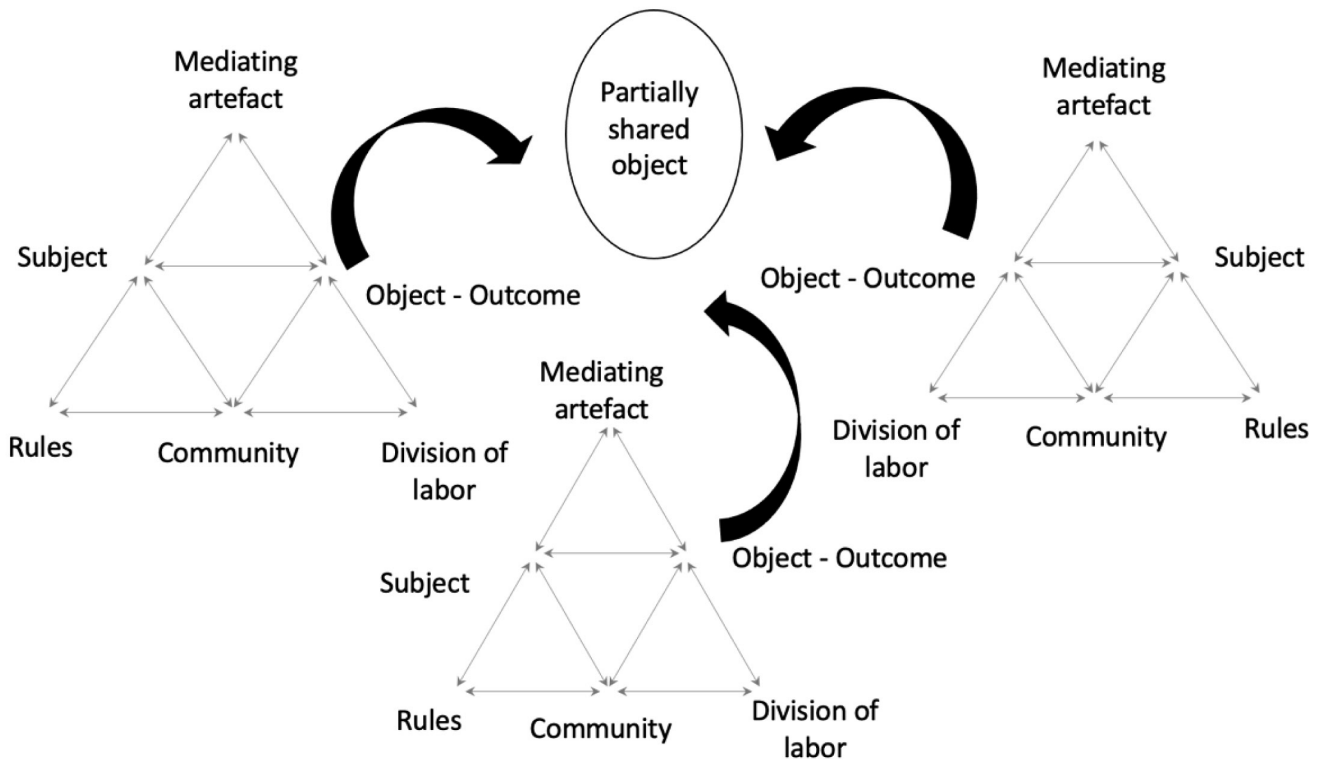 Mediating
artefact
Subject
Object - Outcome
Rules
Community
Division of
labor
Partially
shared
object
Mediating
artefact
Object - Outcome
Subject
Division of
labor
Community
Rules
Mediating
artefact
Subject
Object - Outcome
Rules
Community
Division of
labor